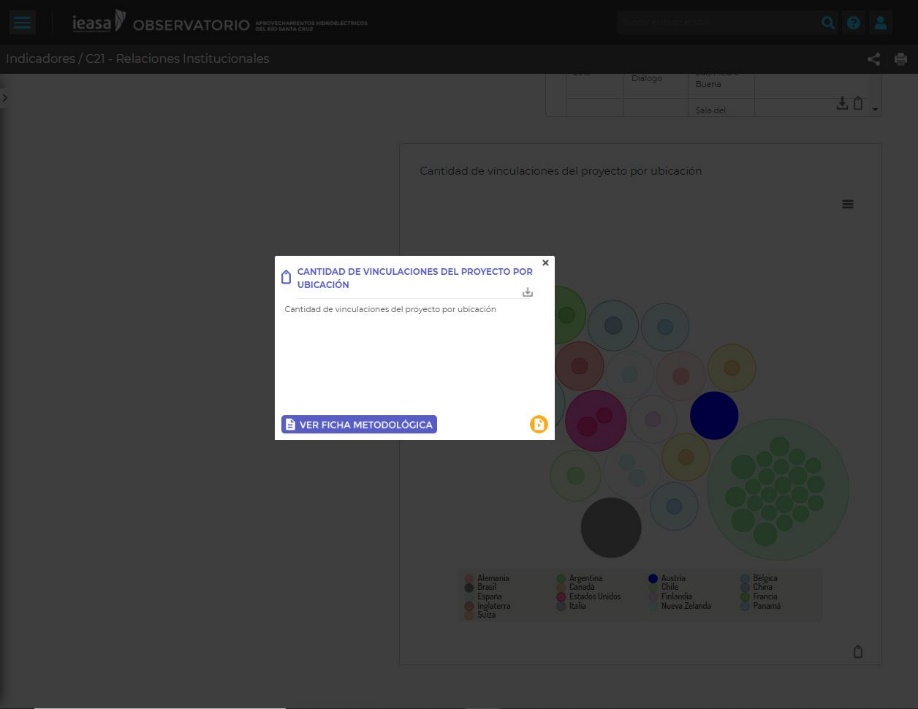 ieasa OBSERVATORIO APROVECHAMIENTOS HIDROELÉCTRICOS
DEL RIO SANTA CRUZ
Indicadores / C21 - Relaciones Institucionales
Diálogo
Buena
Sala del
Cantidad de vinculaciones del proyecto por ubicación
CANTIDAD DE VINCULACIONES DEL PROYECTO POR
UBICACIÓN
Cantidad de vinculaciones del proyecto por ubicación
VER FICHA METODOLÓGICA
Alemania Argentina Austria Bélgica
Brasil Canadá Chile China
España Estados Unidos Finlandia Francia
Inglaterra Italia Nueva Zelanda Panamá
Suiza